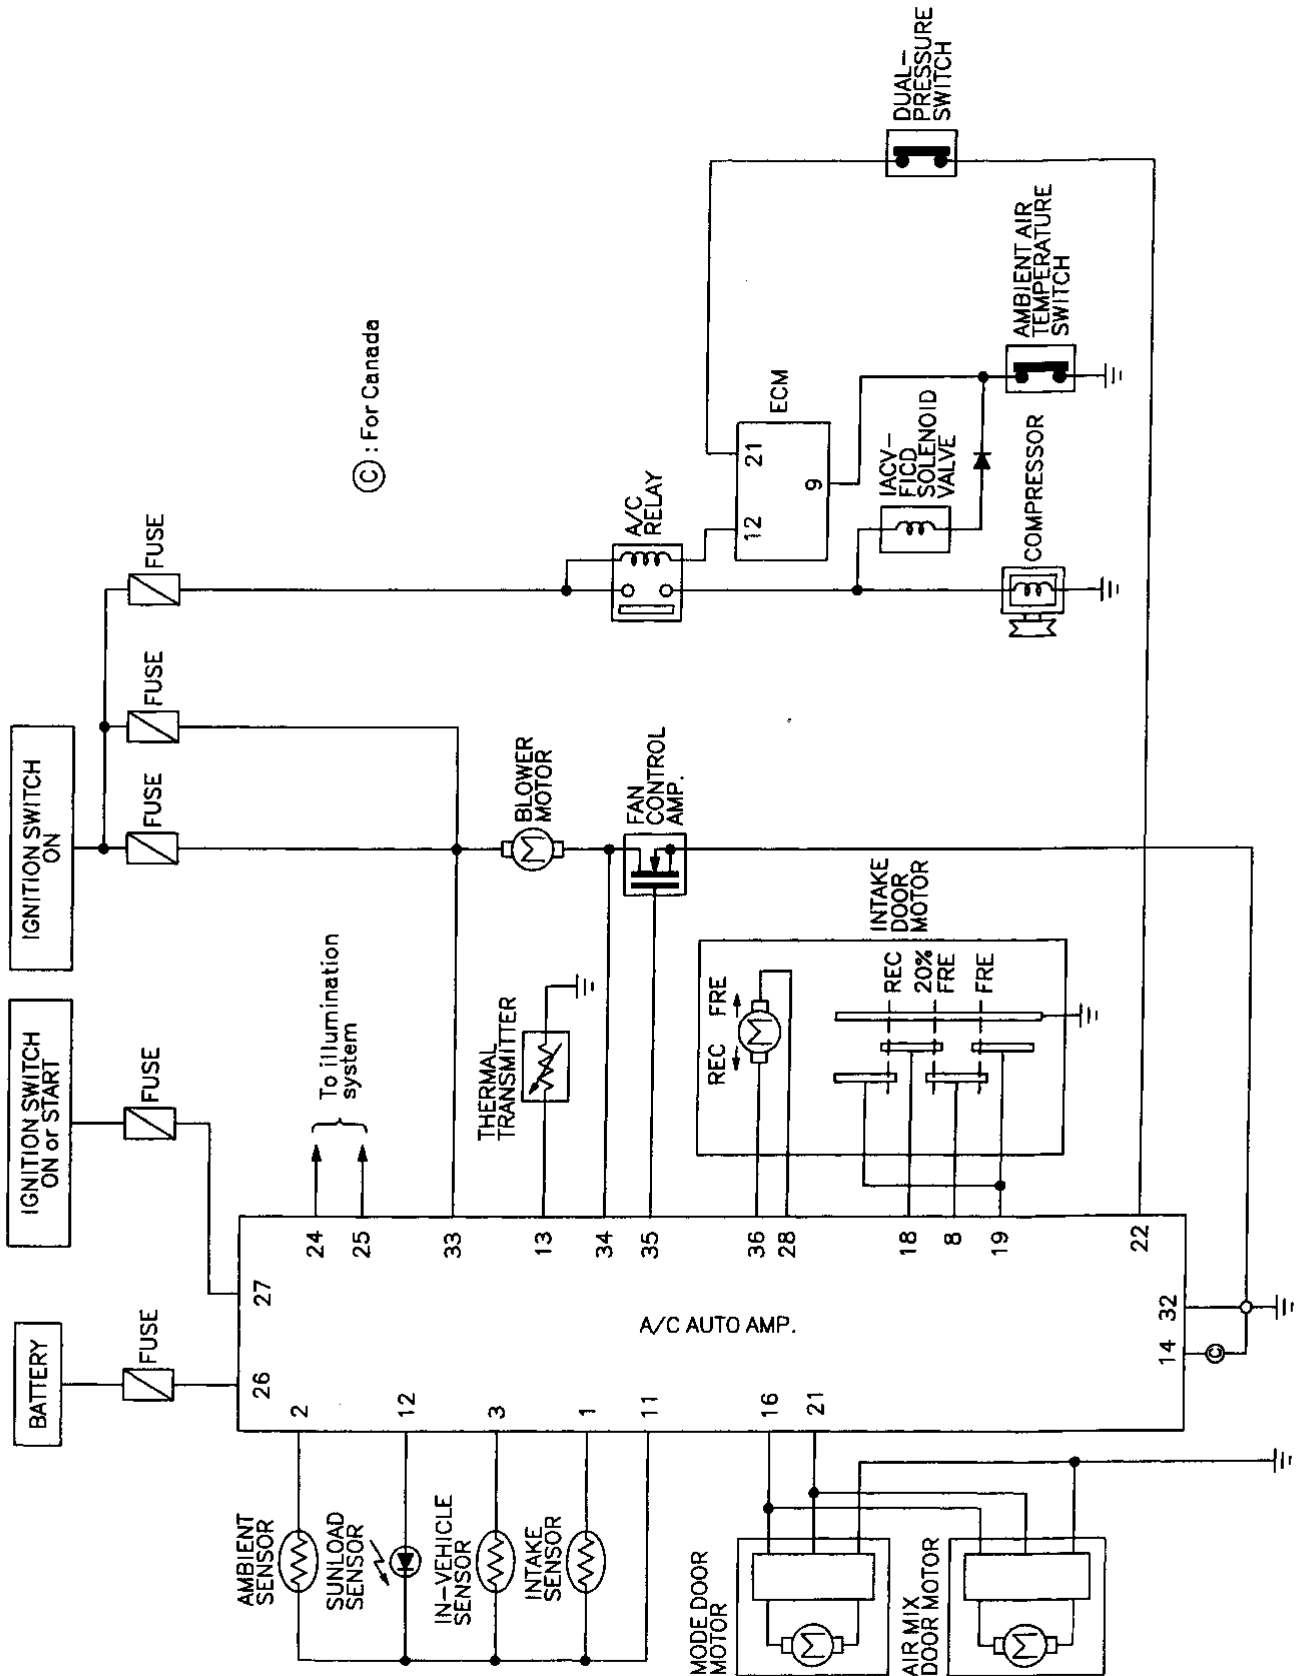 BATTERY
IGNITION SWITCH
ON or START
IGNITION SWITCH
ON
FUSE
FUSE
FUSE
FUSE
FUSE
26
27
To illumination
system
Ⓒ: For Canada
AMBIENT
SENSOR
2
24
SUNLOAD
SENSOR
12
25
IN-VEHICLE
SENSOR
3
33
INTAKE
SENSOR
1
13
THERMAL
TRANSMITTER
BLOWER
MOTOR
A/C
RELAY
11
34
35
FAN
CONTROL
AMP.
A/C AUTO AMP.
MODE DOOR
MOTOR
M
16
21
36
28
REC FRE
M
M
INTAKE
DOOR
MOTOR
12
21
9
ECM
18
8
19
REC
20%
FRE
FRE
IACV-
FICD
SOLENOID
VALVE
DUAL-
PRESSURE
SWITCH
AIR MIX
DOOR MOTOR
M
COMPRESSOR
AMBIENT AIR
TEMPERATURE
SWITCH
22
14
32
Ⓒ